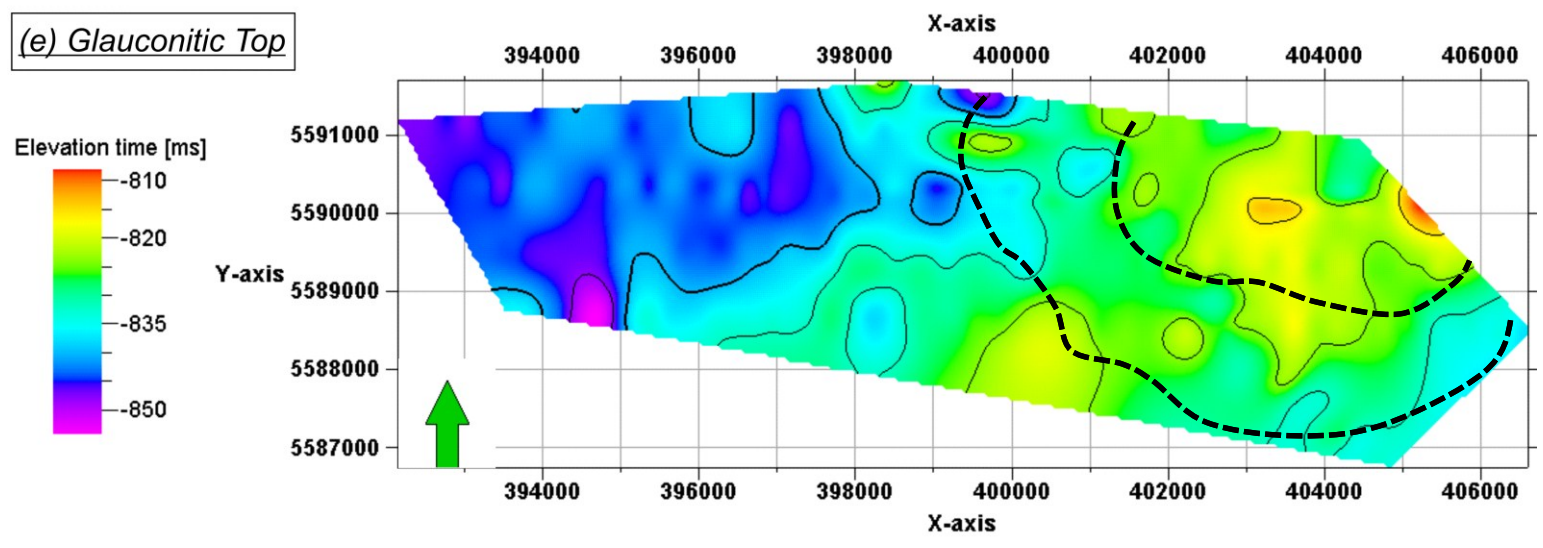 (e) Glauconitic Top
X-axis
394000 396000 398000 400000 402000 404000 406000
Elevation time [ms]
-810
-820
-835
-850
Y-axis
5591000
5590000
5589000
5588000
5587000
394000 396000 398000 400000 402000 404000 406000
X-axis